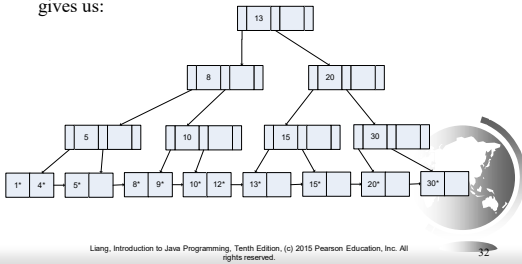 gives us:
13
8 20
5 10 15 30
1* 4* 5* 8* 9* 10* 12* 13* 15* 20* 30*
Liang, Introduction to Java Programming, Tenth Edition, (c) 2015 Pearson Education, Inc. All
rights reserved.
32